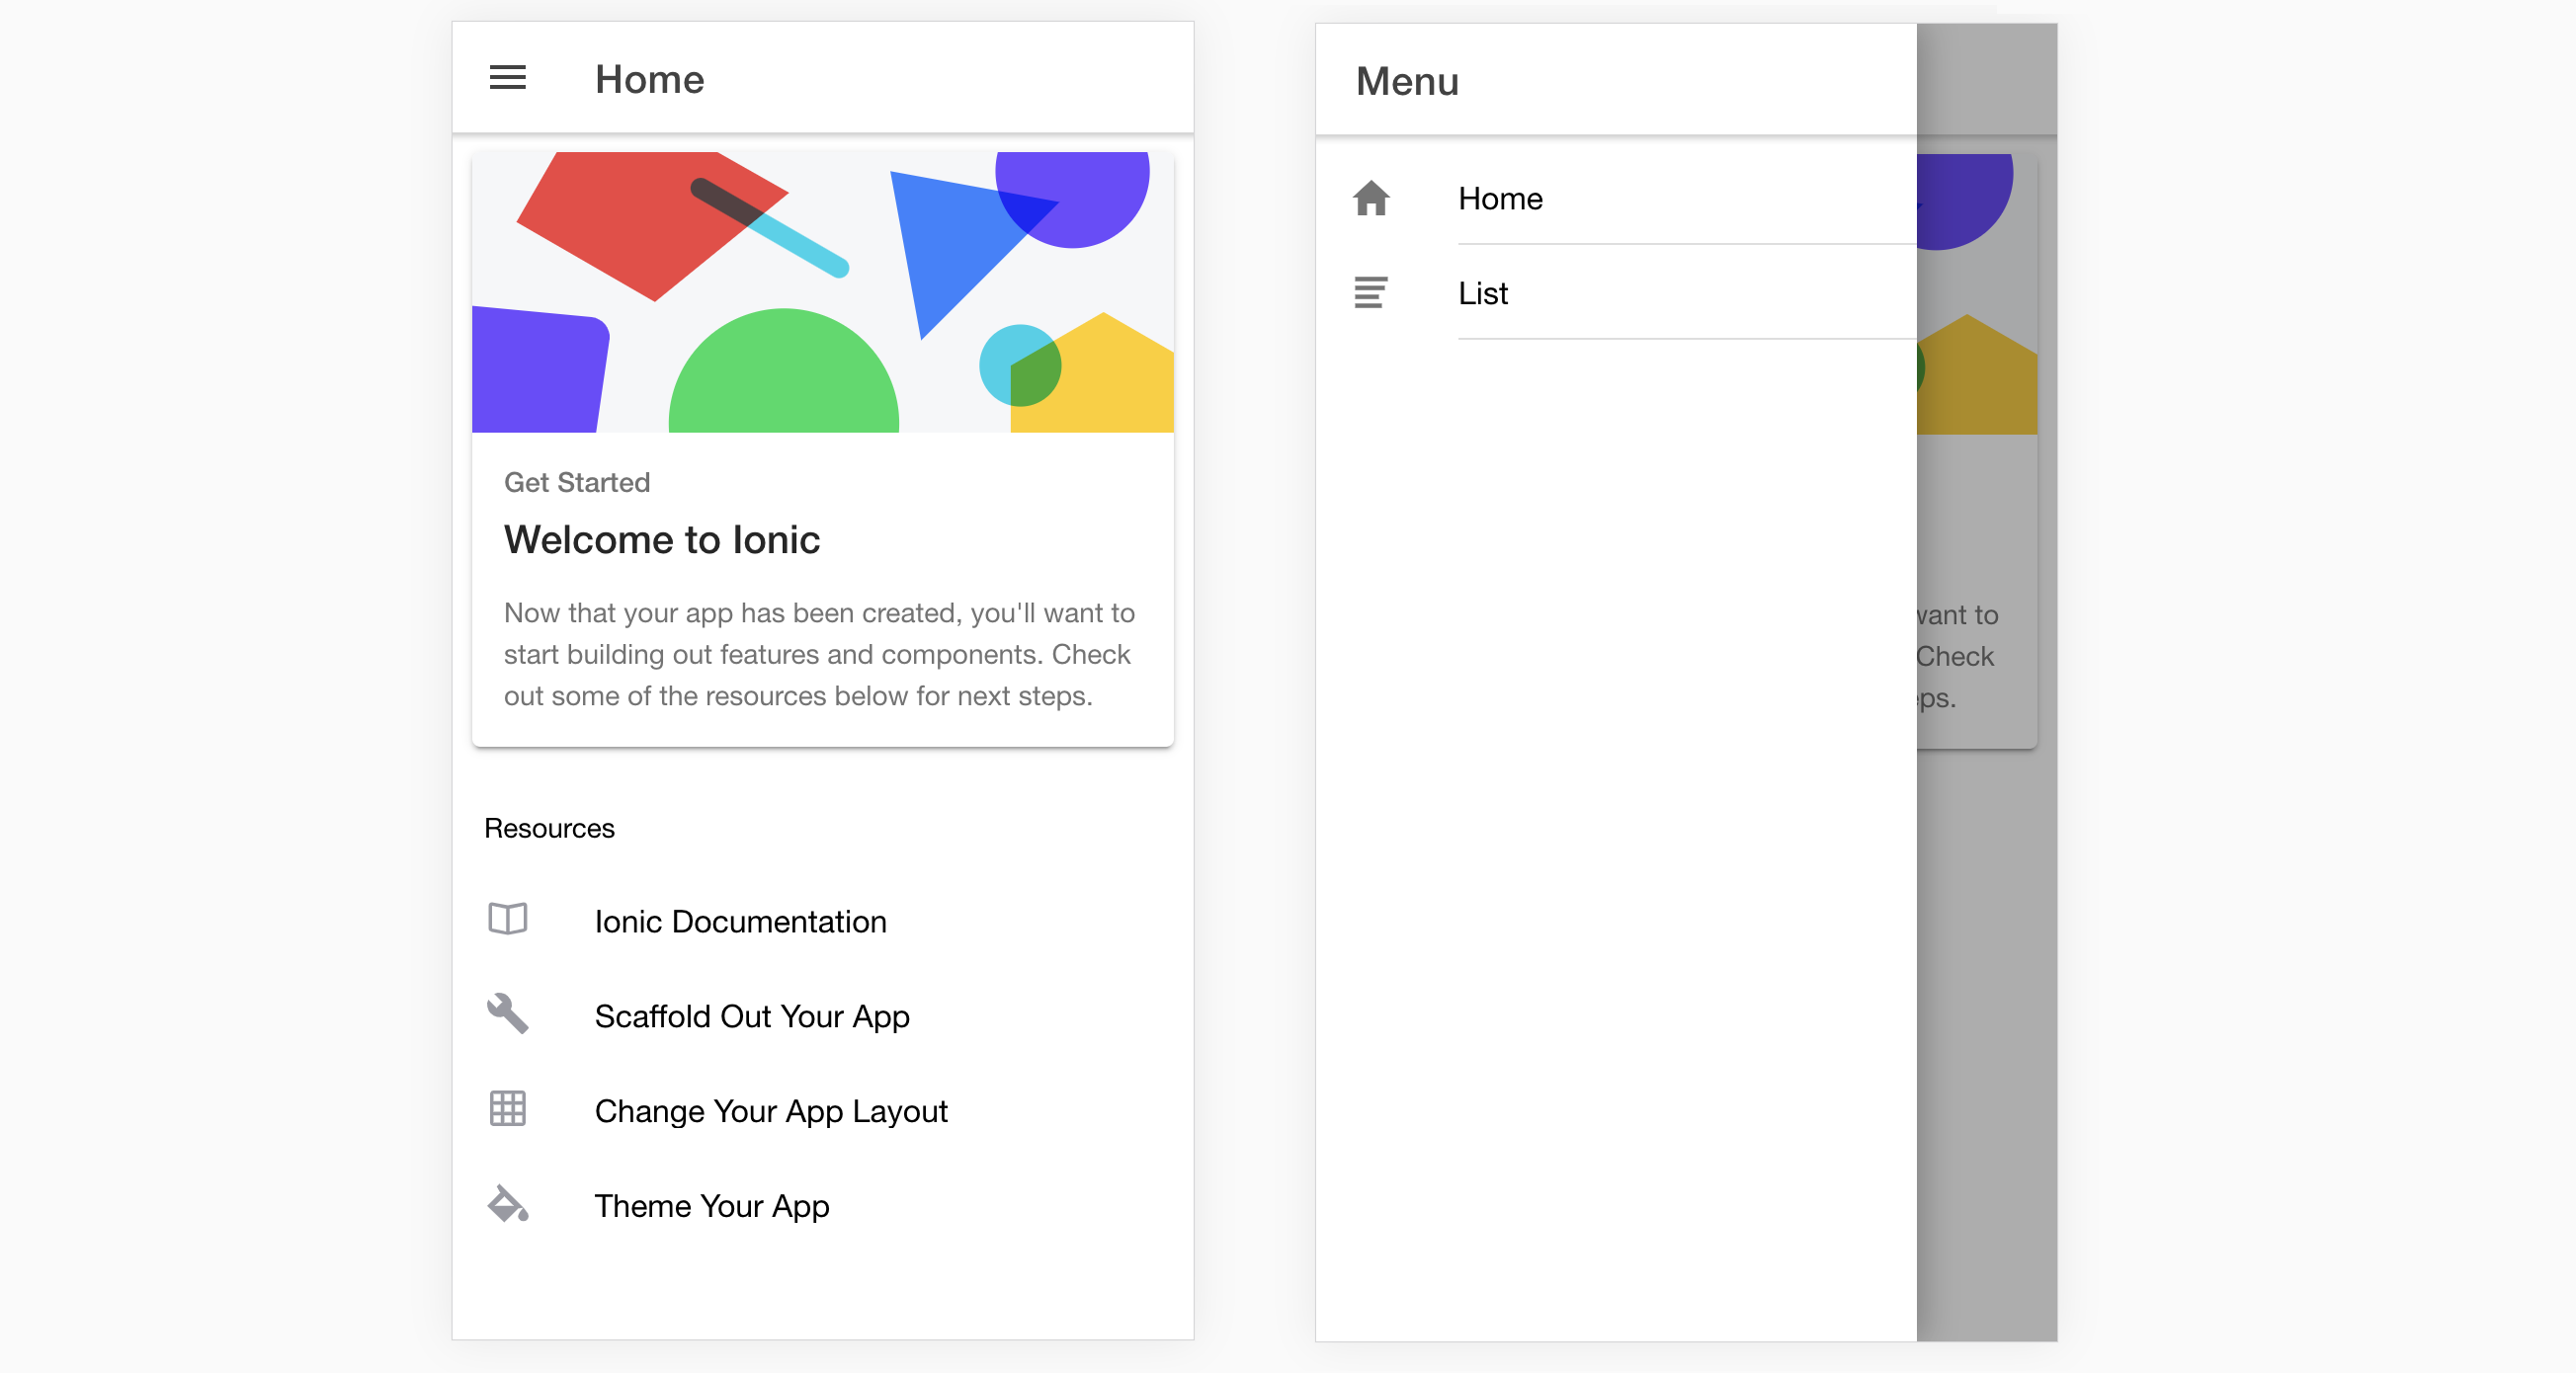 Home
Get Started
Welcome to Ionic
Now that your app has been created, you'll want to
start building out features and components. Check
out some of the resources below for next steps.
Resources
Ionic Documentation
Scaffold Out Your App
Change Your App Layout
Theme Your App
Menu
Home
List
want to
Check
eps.